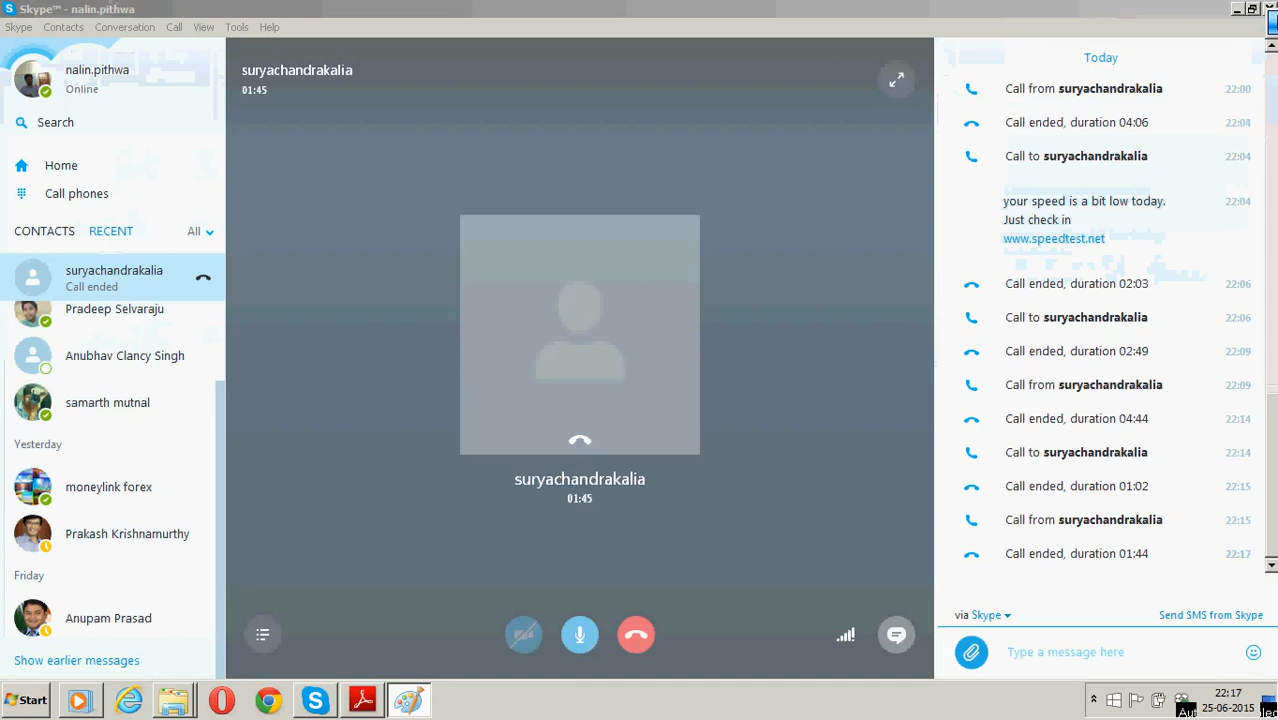 Skype™ - nalin.pithwa
Skype Contacts Conversation Call View Tools Help
nalin.pithwa
Online
Search
Home
Call phones
CONTACTS RECENT All
suryachandrakalia
Call ended
Pradeep Selvaraju
Anubhav Clancy Singh
samarth mutnal
Yesterday
moneylink forex
Prakash Krishnamurthy
Friday
Anupam Prasad
Show earlier messages
suryachandrakalia
01:45
suryachandrakalia
01:45
Today
Call from suryachandrakalia 22:00
Call ended, duration 04:06 22:04
Call to suryachandrakalia 22:04
your speed is a bit low today. 22:04
Just check in
www.speedtest.net
Call ended, duration 02:03 22:06
Call to suryachandrakalia 22:06
Call ended, duration 02:49 22:09
Call from suryachandrakalia 22:09
Call ended, duration 04:44 22:14
Call to suryachandrakalia 22:14
Call ended, duration 01:02 22:15
Call from suryachandrakalia 22:15
Call ended, duration 01:44 22:17
via Skype Send SMS from Skype
Type a message here
Start
22:17
25-06-2015